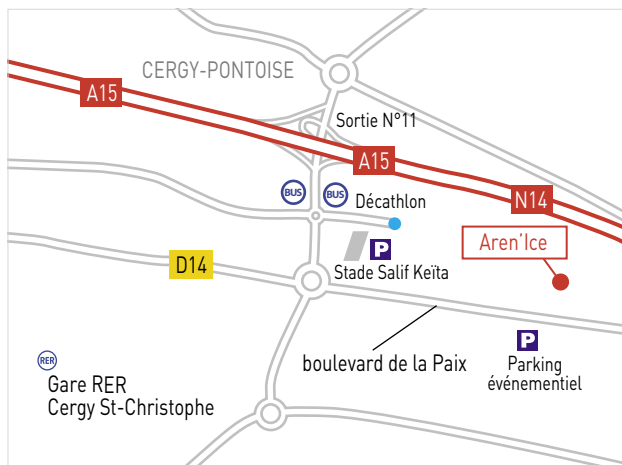 CERGY-PONTOISE
A15
Sortie N°11
A15
BUS
BUS
Décathlon
N14
Aren'Ice
P
Stade Salif Keïta
D14
boulevard de la Paix
P
Parking
événementiel
RER
Gare RER
Cergy St-Christophe